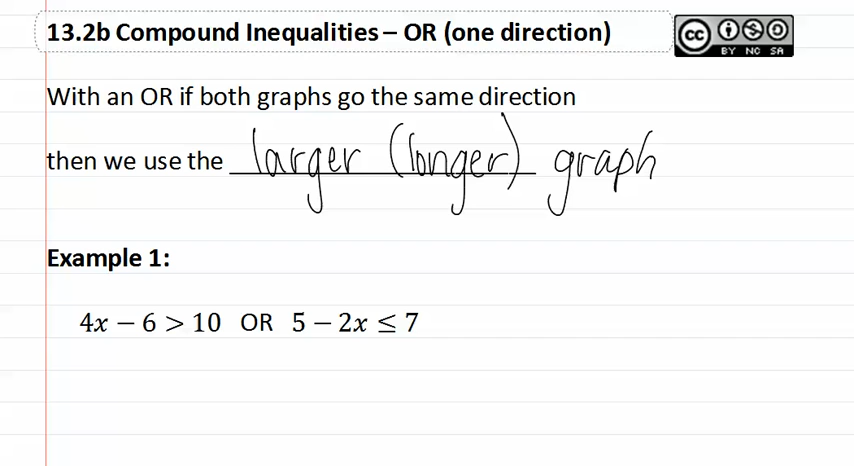 13.2b Compound Inequalities – OR (one direction)
cc BY NC SA
With an OR if both graphs go the same direction
then we use the larger (longer) graph
Example 1:
4x − 6 > 10 OR 5 − 2x ≤ 7